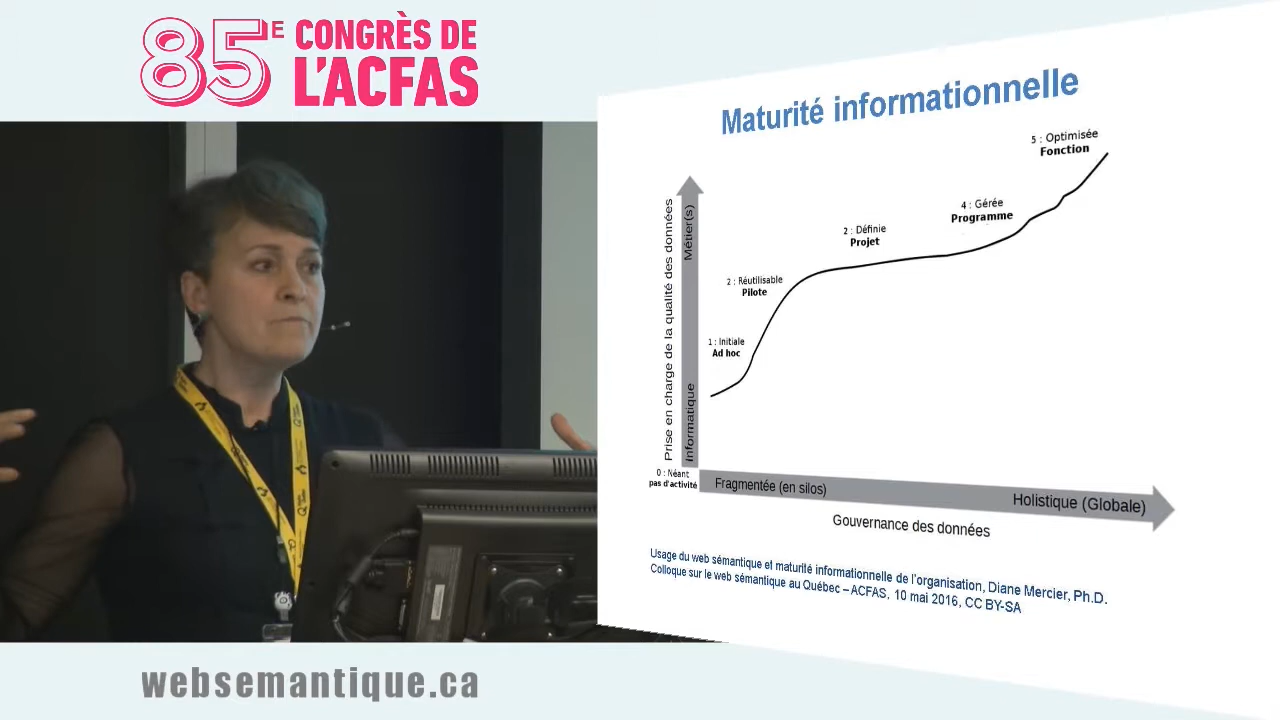 85E CONGRÈS DE
L'ACFAS
Maturité informationnelle
5 : Optimisée
Fonction
4 : Gérée
Programme
2 : Définie
Projet
2 : Réutilisable
Pilote
1 : Initiale
Ad hoc
Prise en charge de la qualité des données
Métier(s)
Informatique
0 : Néant
pas d'activité
Fragmentée (en silos)
Holistique (Globale)
Gouvernance des données
Usage du web sémantique et maturité informationnelle de l'organisation, Diane Mercier, Ph.D.
Colloque sur le web sémantique au Québec – ACFAS, 10 mai 2016, CC BY-SA
websemantique.ca